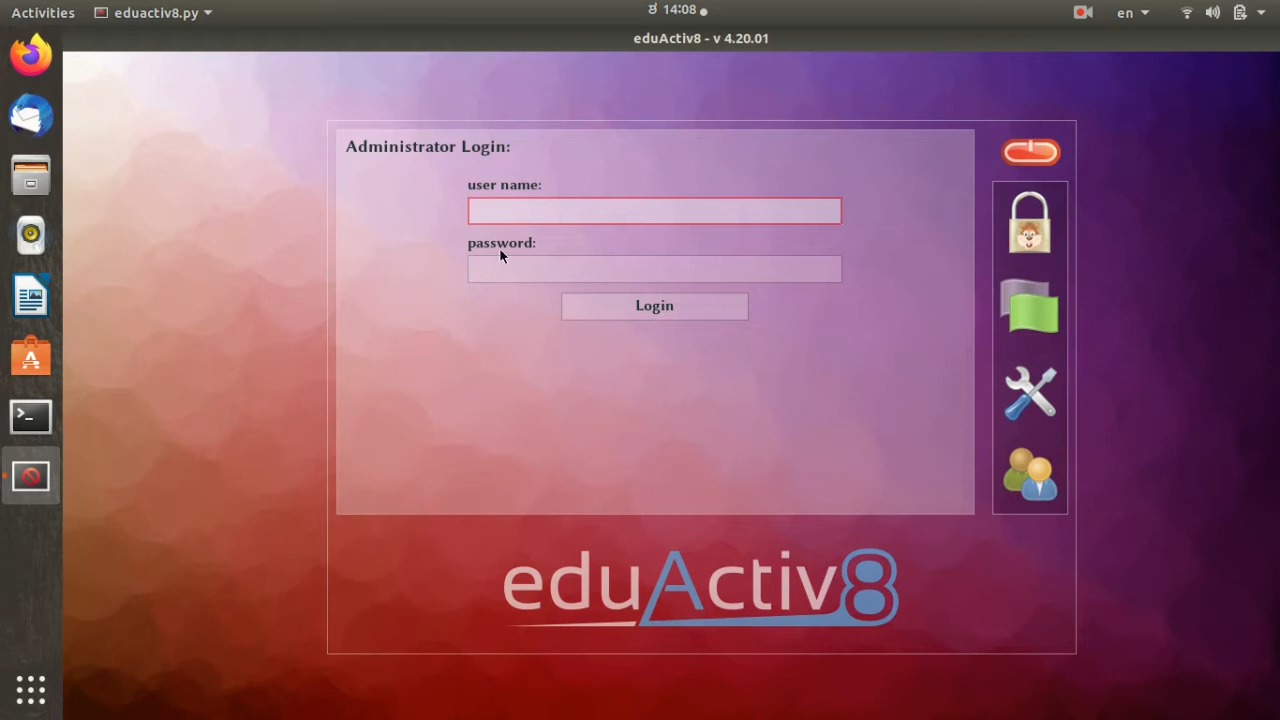 Activities eduactiv8.py ਙ 14:08 en
eduActiv8 - v 4.20.01
Administrator Login:
user name:
password:
Login
eduActiv8